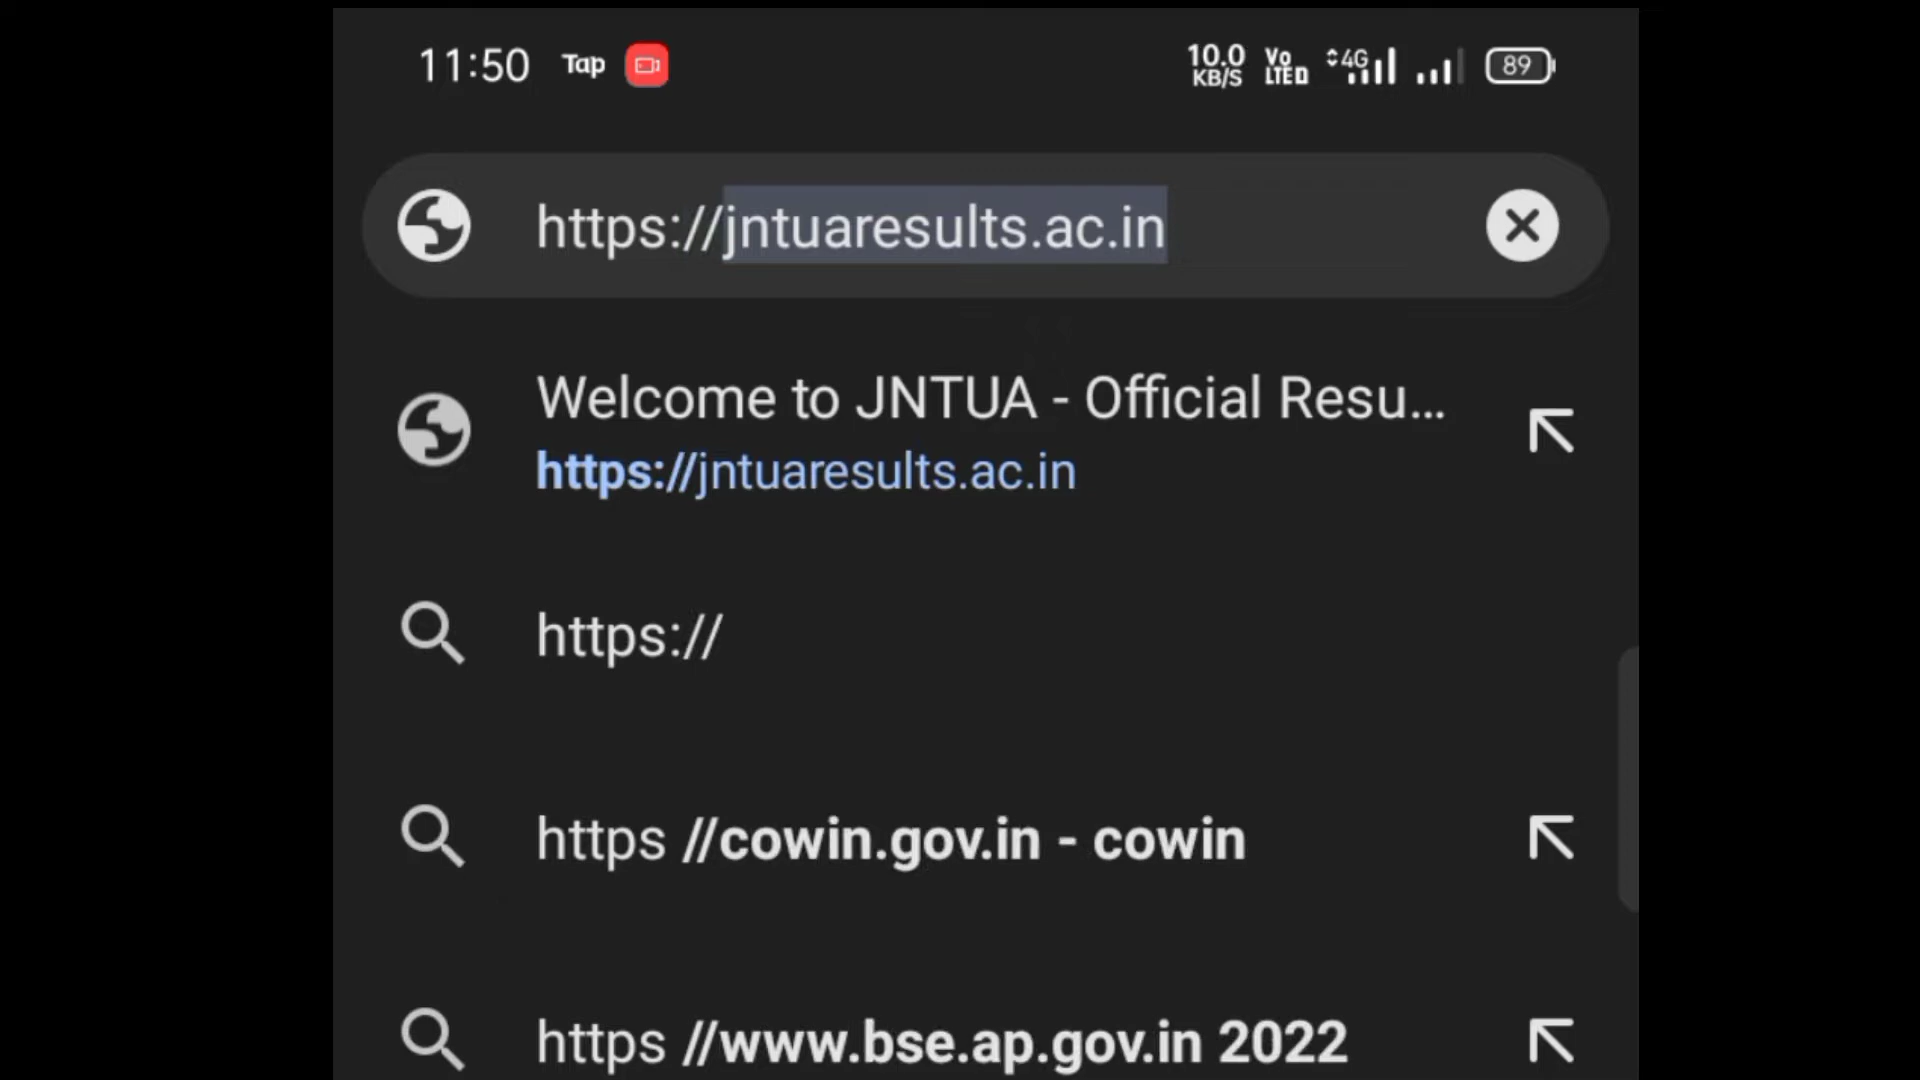 11:50 Tap 10.0 KB/S Vo LTE 4G 89
https://jntuaresults.ac.in
Welcome to JNTUA - Official Resu...
https://jntuaresults.ac.in
https://
https //cowin.gov.in - cowin
https //www.bse.ap.gov.in 2022